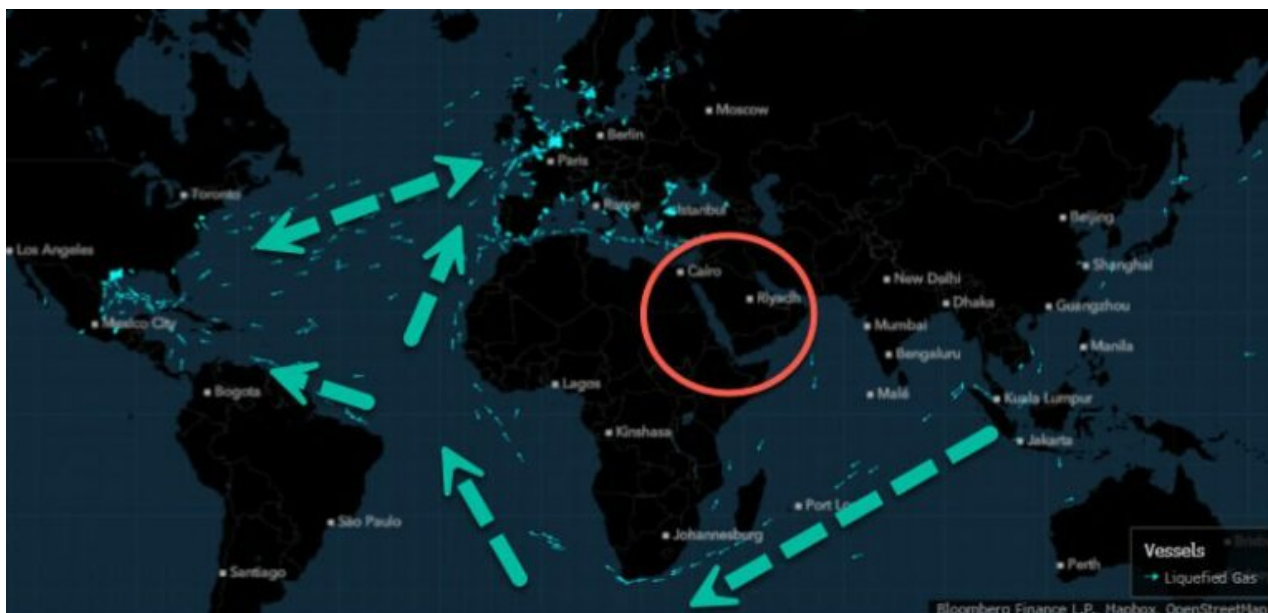 Moscow
Berlin
Paris
Toronto
Rome
Istanbul
Beijing
Los Angeles
Shanghai
Cairo
New Delhi
Riyadh
Dhaka
Guangzhou
Mexico City
Mumbai
Manila
Bengaluru
Lagos
Bogota
Malé
Kuala Lumpur
Kinshasa
Jakarta
Port Lo
São Paulo
Johannesburg
Vessels
Perth
Santiago
Liquefied Gas
Bloomberg Finance L.P., Mapbox, OpenStreetMap